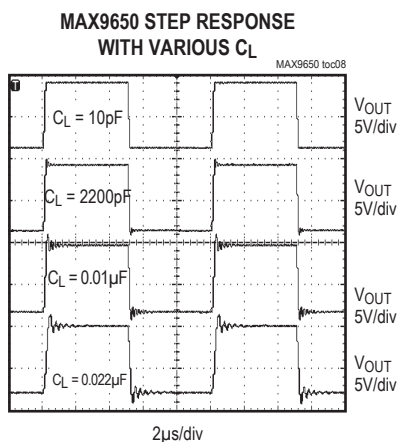 MAX9650 STEP RESPONSE
WITH VARIOUS CL
MAX9650 toc08
T
CL = 10pF
VOUT
5V/div
CL = 2200pF
VOUT
5V/div
CL = 0.01µF
VOUT
5V/div
CL = 0.022µF
VOUT
5V/div
2µs/div